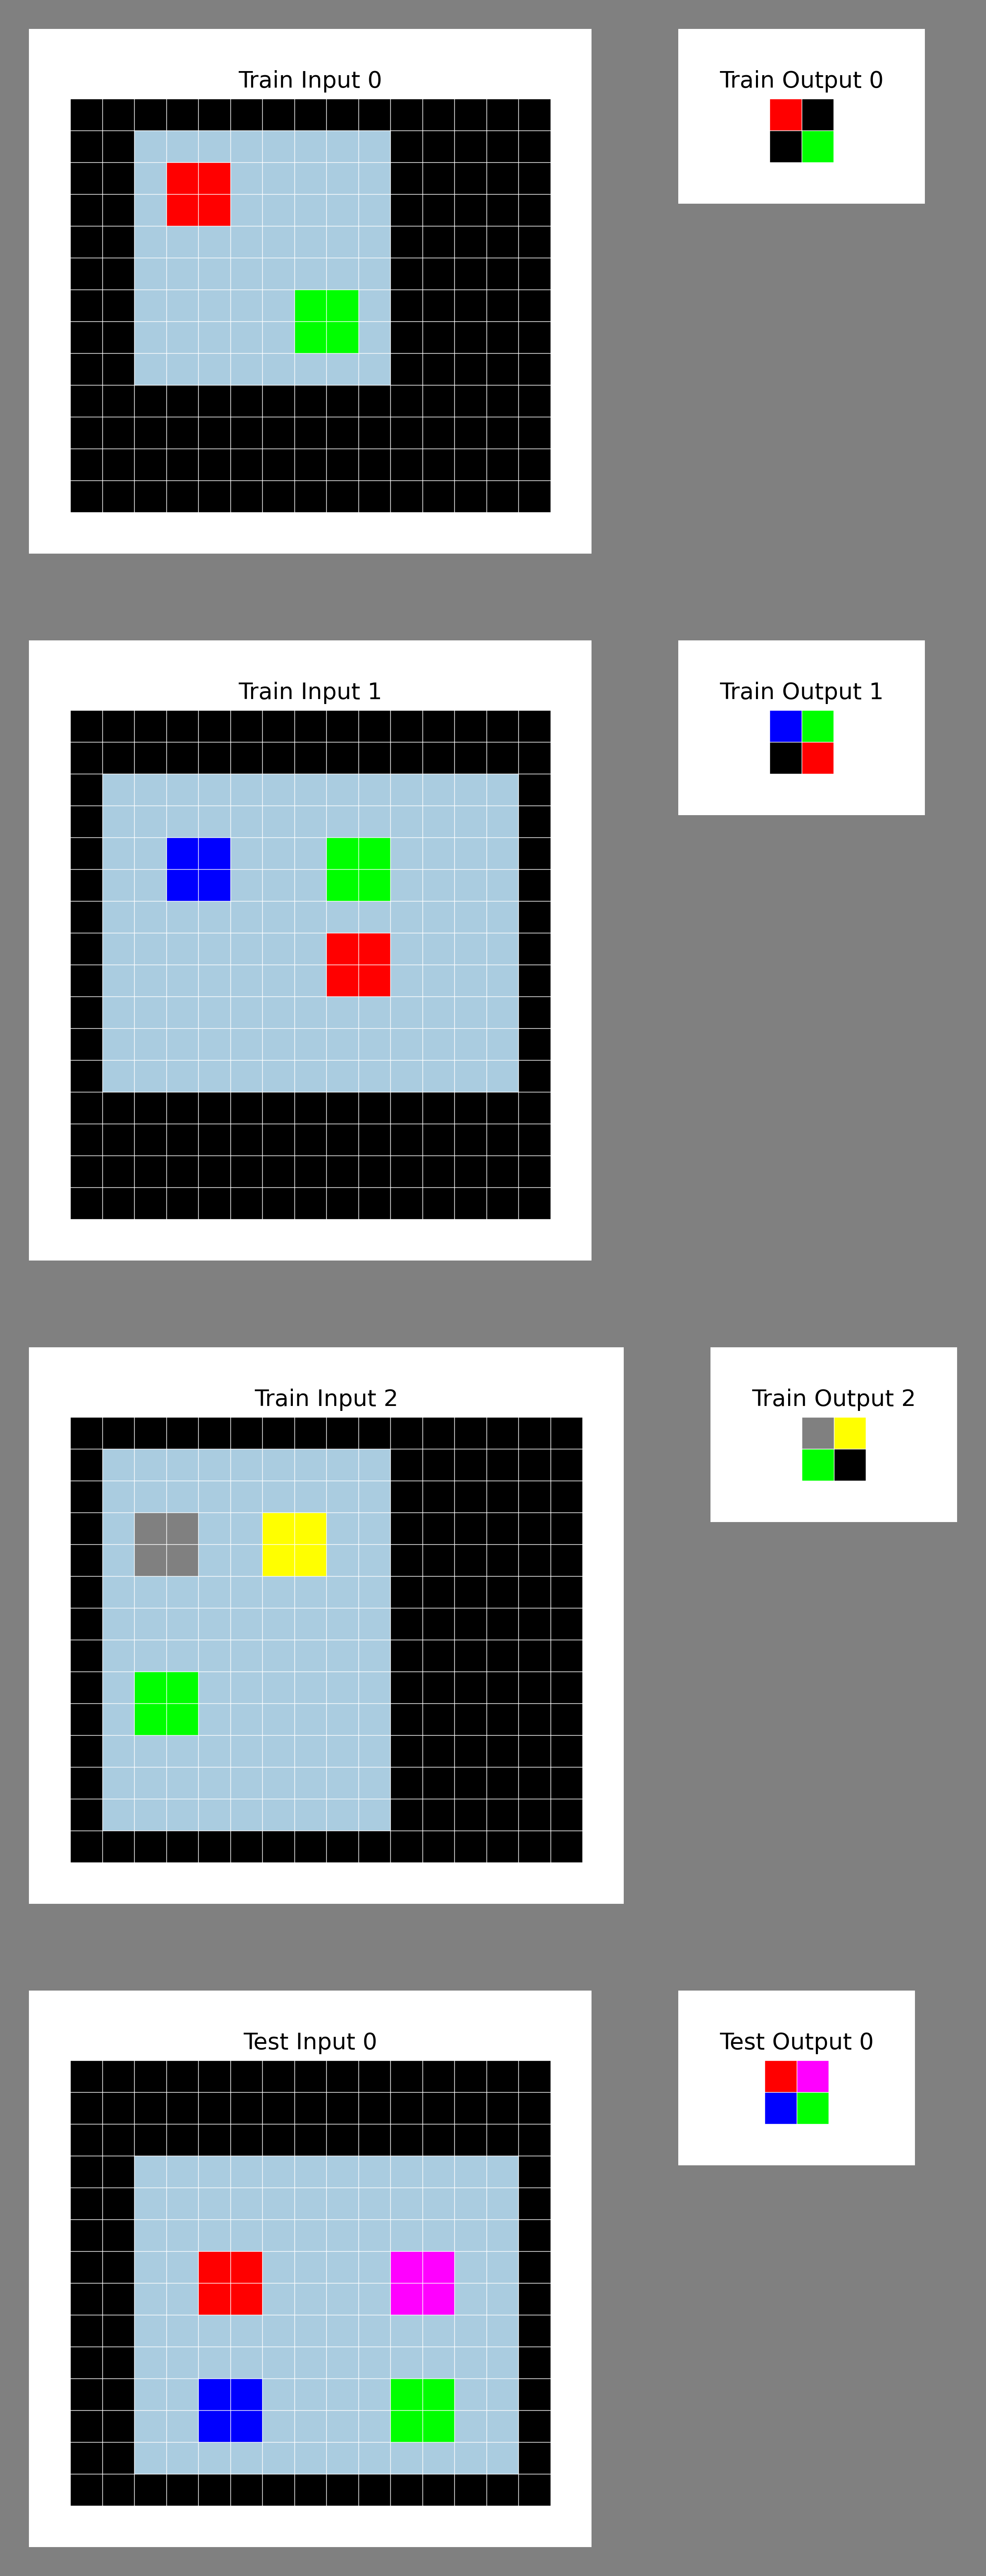 Train Input 0
Train Output 0
Train Input 1
Train Output 1
Train Input 2
Train Output 2
Test Input 0
Test Output 0